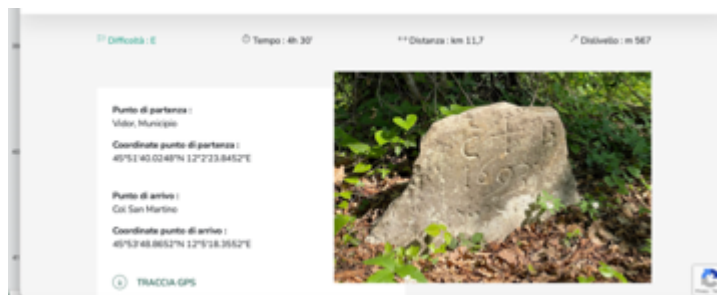 Difficoltà : E
Tempo : 4h 30'
Distanza : km 11,7
Dislivello : m 567
Punto di partenza :
Vidor, Municipio
Coordinate punto di partenza :
45°51'40.0248"N 12°2'23.8452"E
Punto di arrivo :
Col San Martino
Coordinate punto di arrivo :
45°53'48.8652"N 12°5'18.3552"E
TRACCIA GPS
C + B
1693